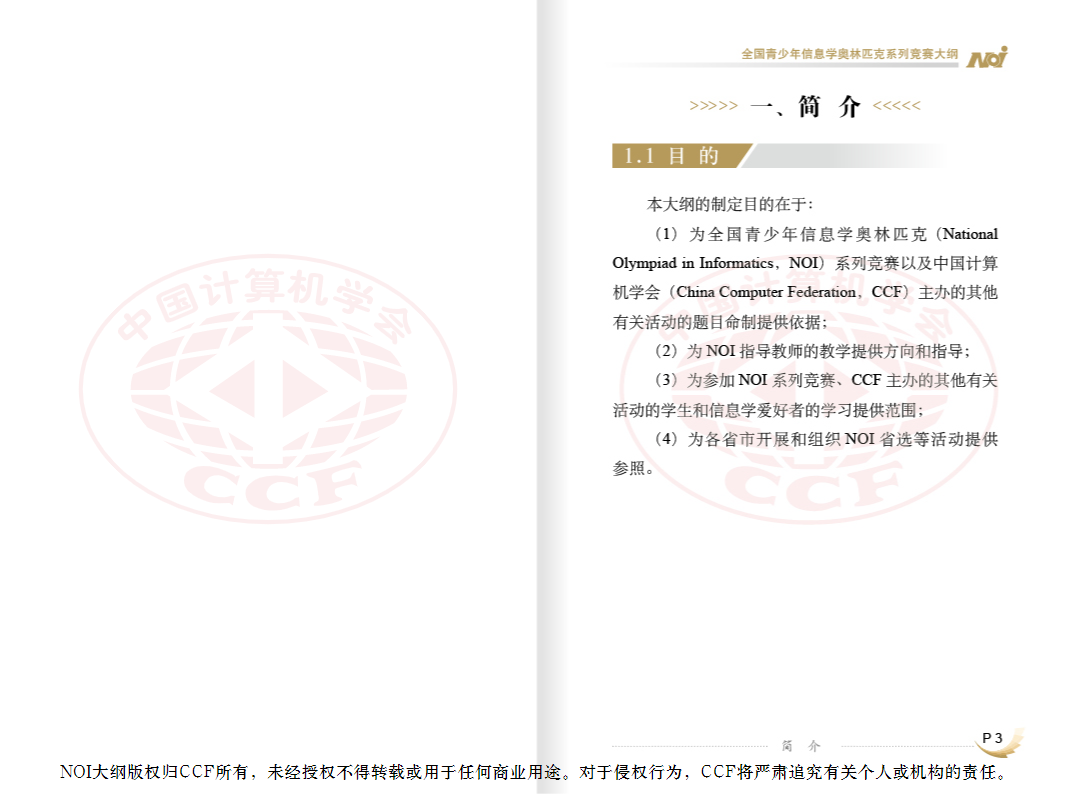 中国计算机学会
CCF
全国青少年信息学奥林匹克系列竞赛大纲 NOI
>>>>> 一、简 介 <<<<<
1.1 目 的
本大纲的制定目的在于：
（1）为全国青少年信息学奥林匹克（National
Olympiad in Informatics，NOI）系列竞赛以及中国计算
机学会（China Computer Federation，CCF）主办的其他
有关活动的题目命制提供依据；
（2）为 NOI 指导教师的教学提供方向和指导；
（3）为参加 NOI 系列竞赛、CCF 主办的其他有关
活动的学生和信息学爱好者的学习提供范围；
（4）为各省市开展和组织 NOI 省选等活动提供
参照。
中国计算机学会
CCF
简 介
P 3
NOI大纲版权归CCF所有，未经授权不得转载或用于任何商业用途。对于侵权行为，CCF将严肃追究有关个人或机构的责任。